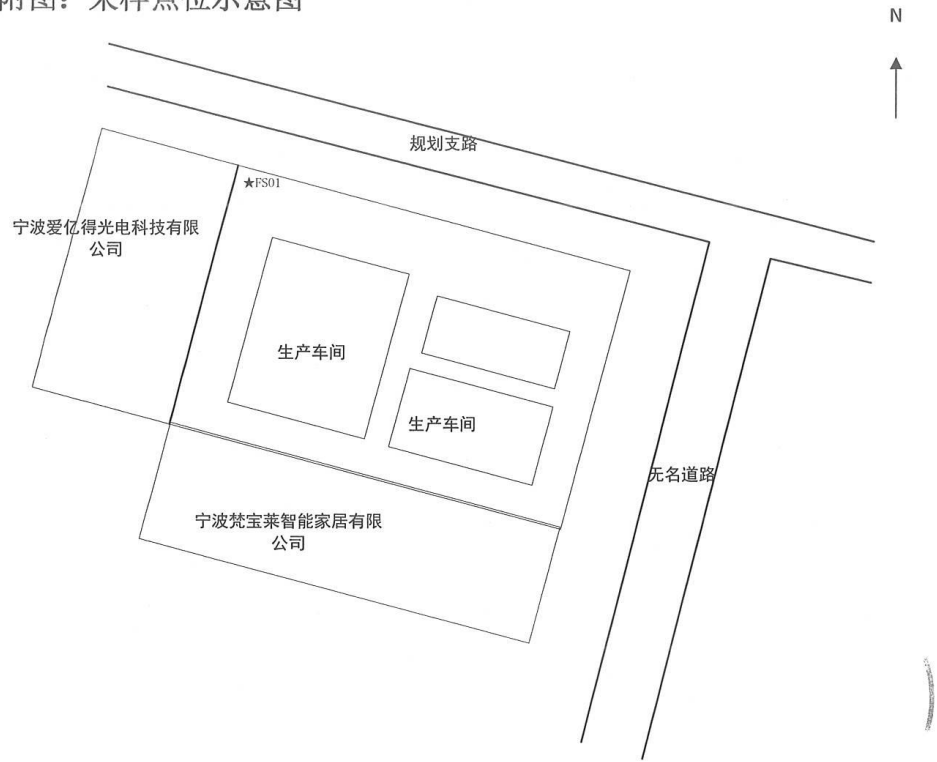 附图：采样点位示意图
N
规划支路
★FS01
宁波爱亿得光电科技有限
公司
生产车间
生产车间
无名道路
宁波梵宝莱智能家居有限
公司